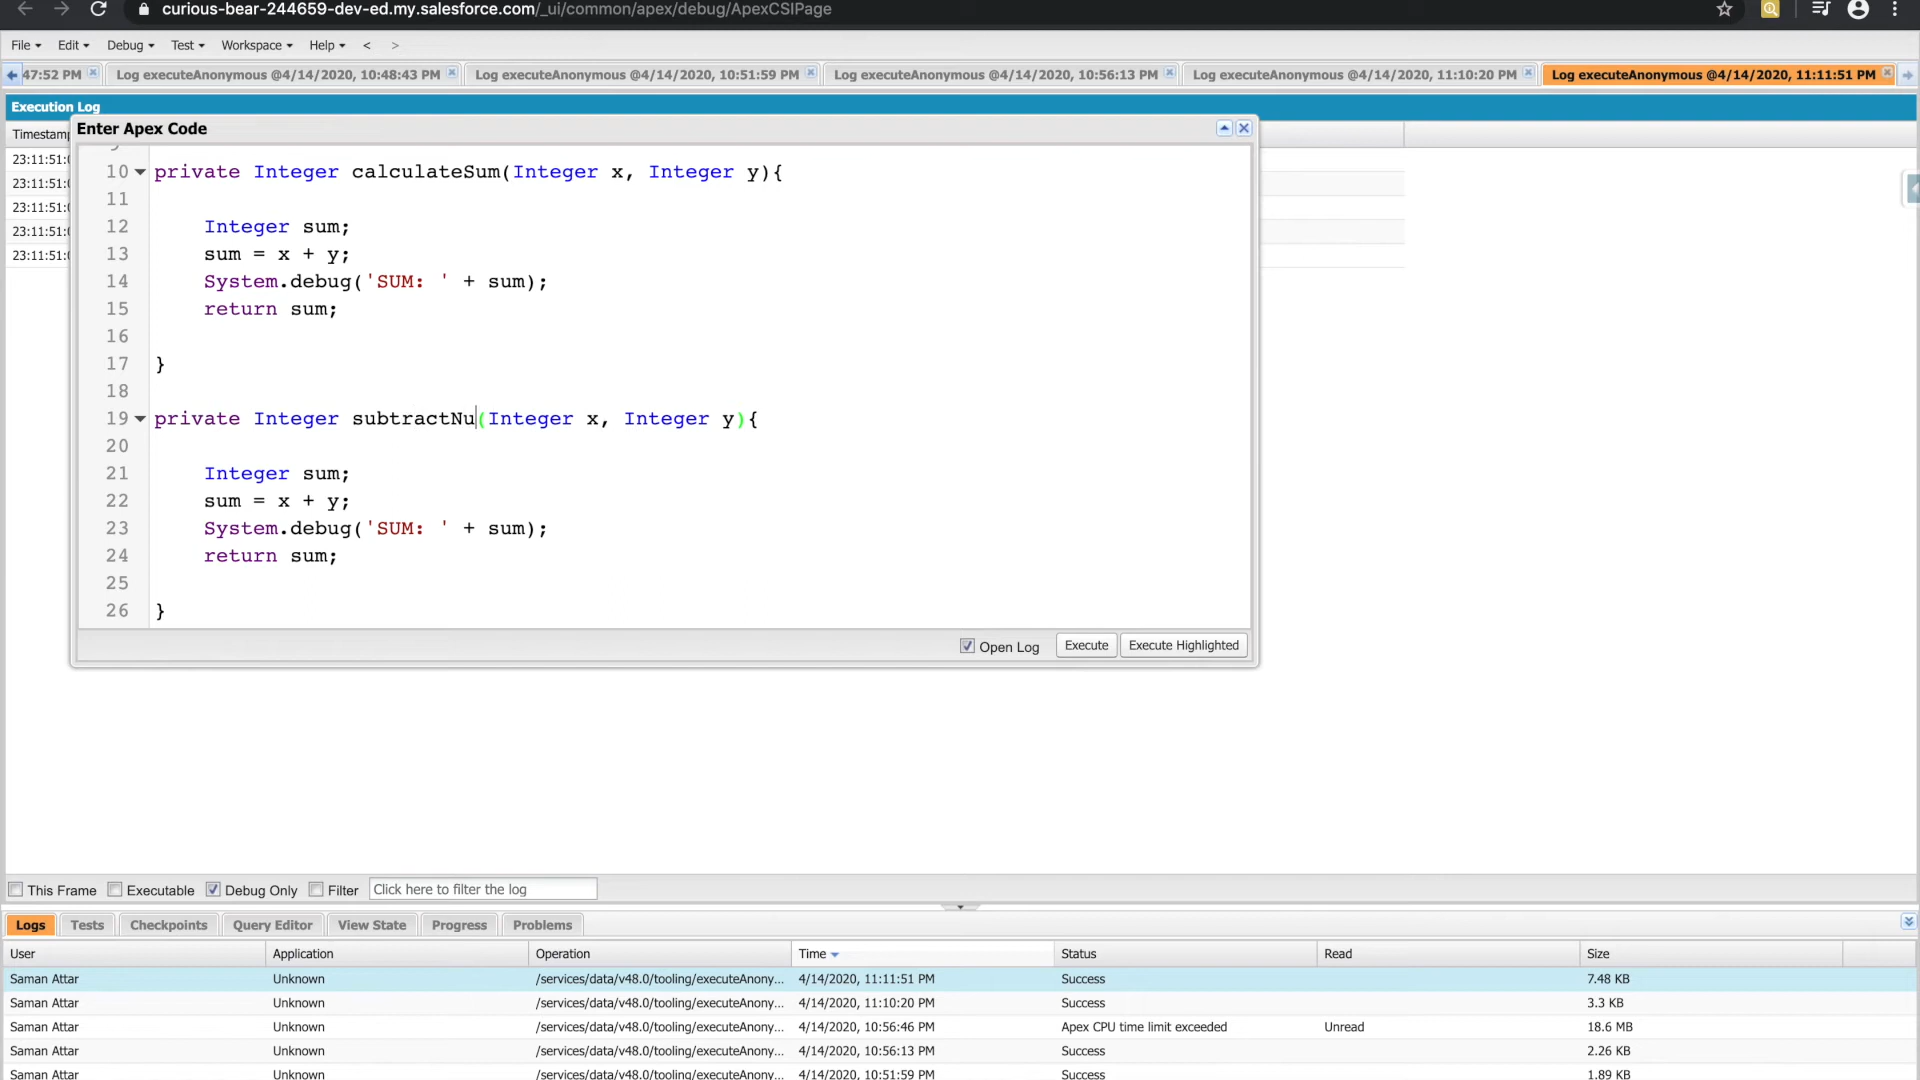 curious-bear-244659-dev-ed.my.salesforce.com/_ui/common/apex/debug/ApexCSIPage
File Edit Debug Test Workspace Help < >
47:52 PM Log executeAnonymous @4/14/2020, 10:48:43 PM Log executeAnonymous @4/14/2020, 10:51:59 PM Log executeAnonymous @4/14/2020, 10:56:13 PM Log executeAnonymous @4/14/2020, 11:10:20 PM Log executeAnonymous @4/14/2020, 11:11:51 PM
Execution Log
Timestamp
Enter Apex Code
23:11:51:0
23:11:51:0
23:11:51:0
23:11:51:0
23:11:51:0
9
10 private Integer calculateSum(Integer x, Integer y){
11
12 Integer sum;
13 sum = x + y;
14 System.debug('SUM: ' + sum);
15 return sum;
16
17 }
18
19 private Integer subtractNu(Integer x, Integer y){
20
21 Integer sum;
22 sum = x + y;
23 System.debug('SUM: ' + sum);
24 return sum;
25
26 }
Open Log Execute Execute Highlighted
This Frame Executable Debug Only Filter Click here to filter the log
Logs Tests Checkpoints Query Editor View State Progress Problems
User Application Operation Time Status Read Size
Saman Attar Unknown /services/data/v48.0/tooling/executeAnony... 4/14/2020, 11:11:51 PM Success 7.48 KB
Saman Attar Unknown /services/data/v48.0/tooling/executeAnony... 4/14/2020, 11:10:20 PM Success 3.3 KB
Saman Attar Unknown /services/data/v48.0/tooling/executeAnony... 4/14/2020, 10:56:46 PM Apex CPU time limit exceeded Unread 18.6 MB
Saman Attar Unknown /services/data/v48.0/tooling/executeAnony... 4/14/2020, 10:56:13 PM Success 2.26 KB
Saman Attar Unknown /services/data/v48.0/tooling/executeAnony... 4/14/2020, 10:51:59 PM Success 1.89 KB